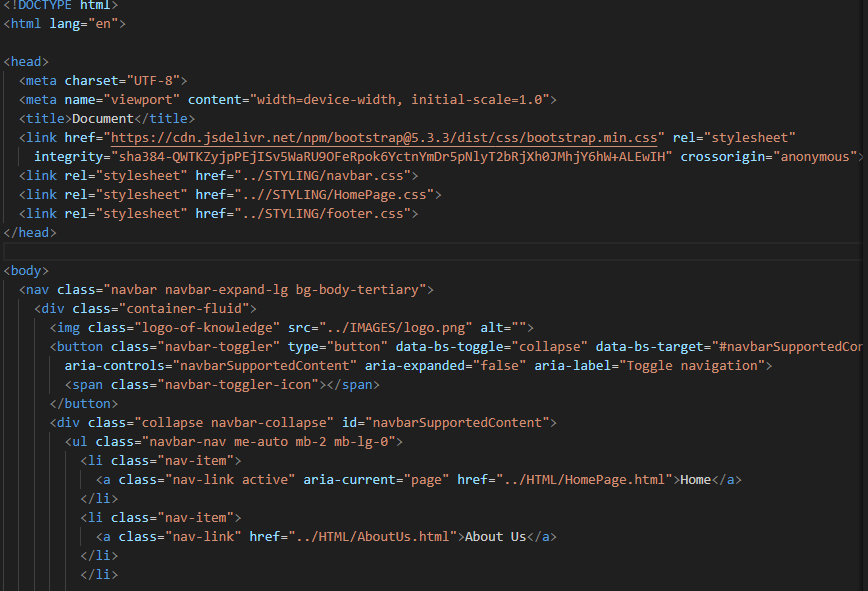 <!DOCTYPE html>
<html lang="en">
<head>
<meta charset="UTF-8">
<meta name="viewport" content="width=device-width, initial-scale=1.0">
<title>Document</title>
<link href="https://cdn.jsdelivr.net/npm/bootstrap@5.3.3/dist/css/bootstrap.min.css" rel="stylesheet"
integrity="sha384-QWTKZyjpPEjISv5WaRU9OFeRpok6YctnYmDr5pNlyT2bRjXh0JMhjY6hW+ALEwIH" crossorigin="anonymous">
<link rel="stylesheet" href="../STYLING/navbar.css">
<link rel="stylesheet" href="..//STYLING/HomePage.css">
<link rel="stylesheet" href="../STYLING/footer.css">
</head>
<body>
<nav class="navbar navbar-expand-lg bg-body-tertiary">
<div class="container-fluid">
<img class="logo-of-knowledge" src="../IMAGES/logo.png" alt="">
<button class="navbar-toggler" type="button" data-bs-toggle="collapse" data-bs-target="#navbarSupportedCon
aria-controls="navbarSupportedContent" aria-expanded="false" aria-label="Toggle navigation">
<span class="navbar-toggler-icon"></span>
</button>
<div class="collapse navbar-collapse" id="navbarSupportedContent">
<ul class="navbar-nav me-auto mb-2 mb-lg-0">
<li class="nav-item">
<a class="nav-link active" aria-current="page" href="../HTML/HomePage.html">Home</a>
</li>
<li class="nav-item">
<a class="nav-link" href="../HTML/AboutUs.html">About Us</a>
</li>
</li>